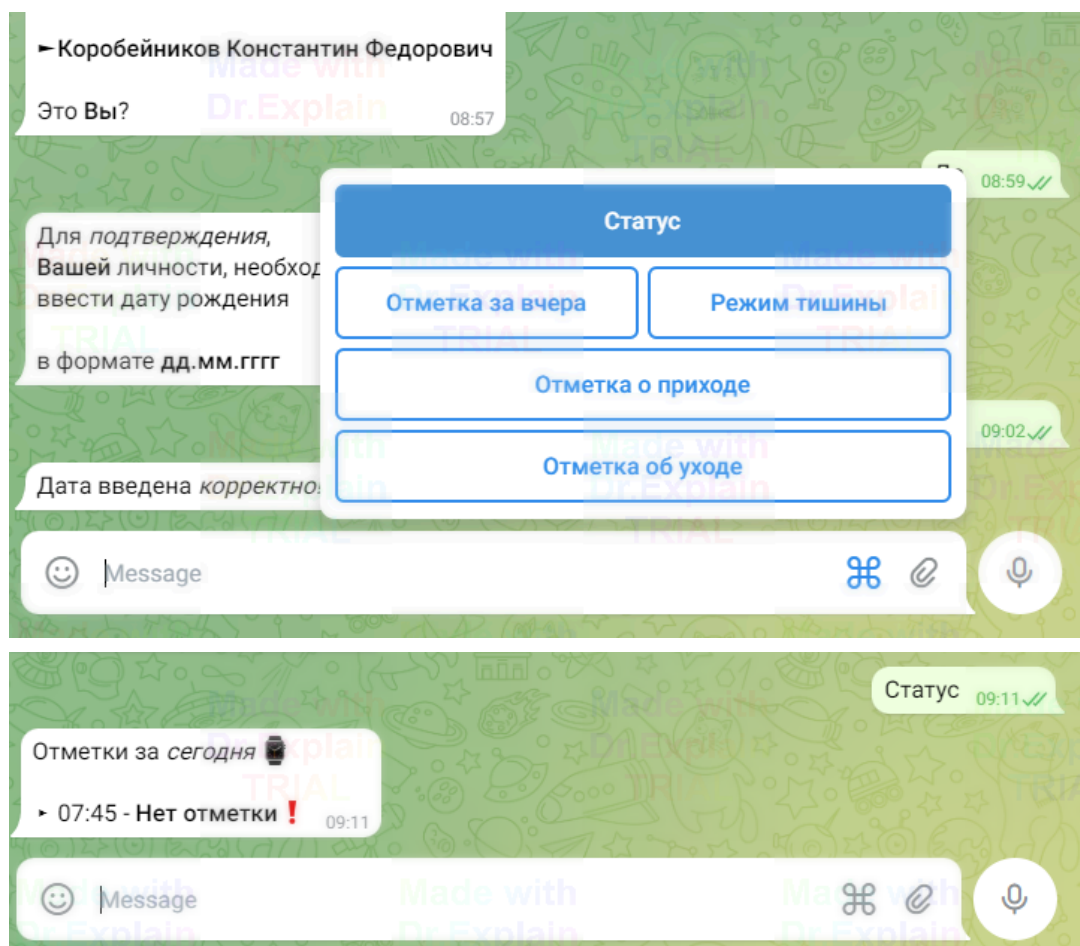 ►Коробейников Константин Федорович
Это Вы?
08:57
08:59
Для подтверждения,
Вашей личности, необход
ввести дату рождения
в формате дд.мм.гггг
Статус
Отметка за вчера
Режим тишины
Отметка о приходе
Отметка об уходе
09:02
Дата введена корректно
Message
Статус 09:11
Отметки за сегодня
‣ 07:45 - Нет отметки❗
09:11
Message
Made with
Dr.Explain
TRIAL